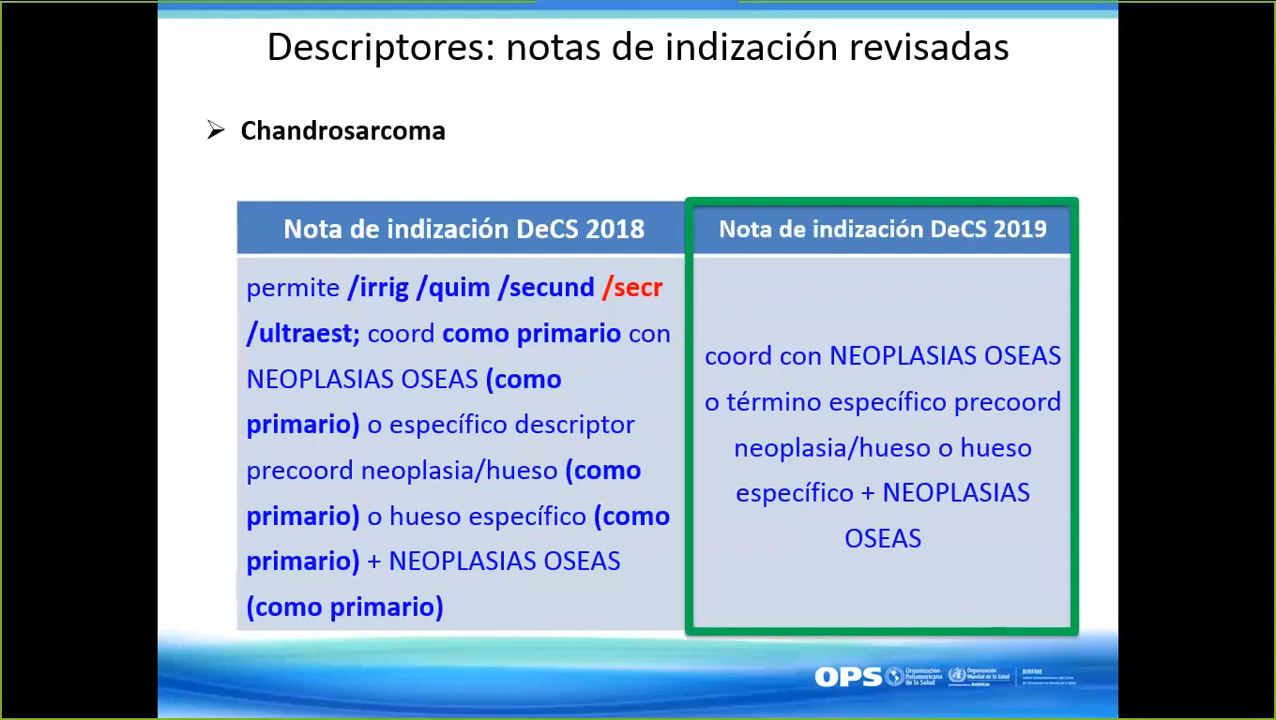 Descriptores: notas de indización revisadas
Chandrosarcoma
Nota de indización DeCS 2018
permite /irrig /quim /secund /secr
/ultraest; coord como primario con
NEOPLASIAS OSEAS (como
primario) o específico descriptor
precoord neoplasia/hueso (como
primario) o hueso específico (como
primario) + NEOPLASIAS OSEAS
(como primario)
Nota de indización DeCS 2019
coord con NEOPLASIAS OSEAS
o término específico precoord
neoplasia/hueso o hueso
específico + NEOPLASIAS
OSEAS
OPS
Organización
Panamericana
de la Salud
Organización
Mundial de la Salud